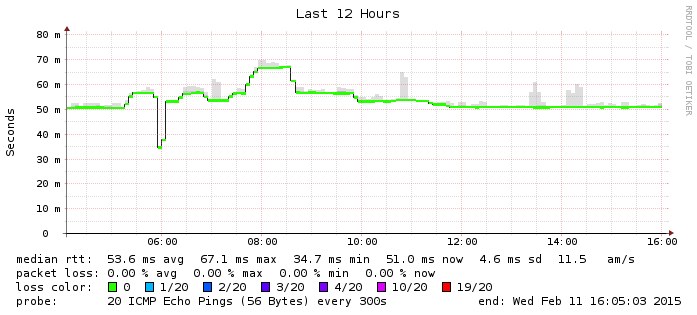 Last 12 Hours
RRDTOOL / TOBI OETIKER
Seconds
80 m
70 m
60 m
50 m
40 m
30 m
20 m
10 m
0
06:00 08:00 10:00 12:00 14:00 16:00
median rtt: 53.6 ms avg 67.1 ms max 34.7 ms min 51.0 ms now 4.6 ms sd 11.5 am/s
packet loss: 0.00 % avg 0.00 % max 0.00 % min 0.00 % now
loss color: 0 1/20 2/20 3/20 4/20 10/20 19/20
probe: 20 ICMP Echo Pings (56 Bytes) every 300s end: Wed Feb 11 16:05:03 2015